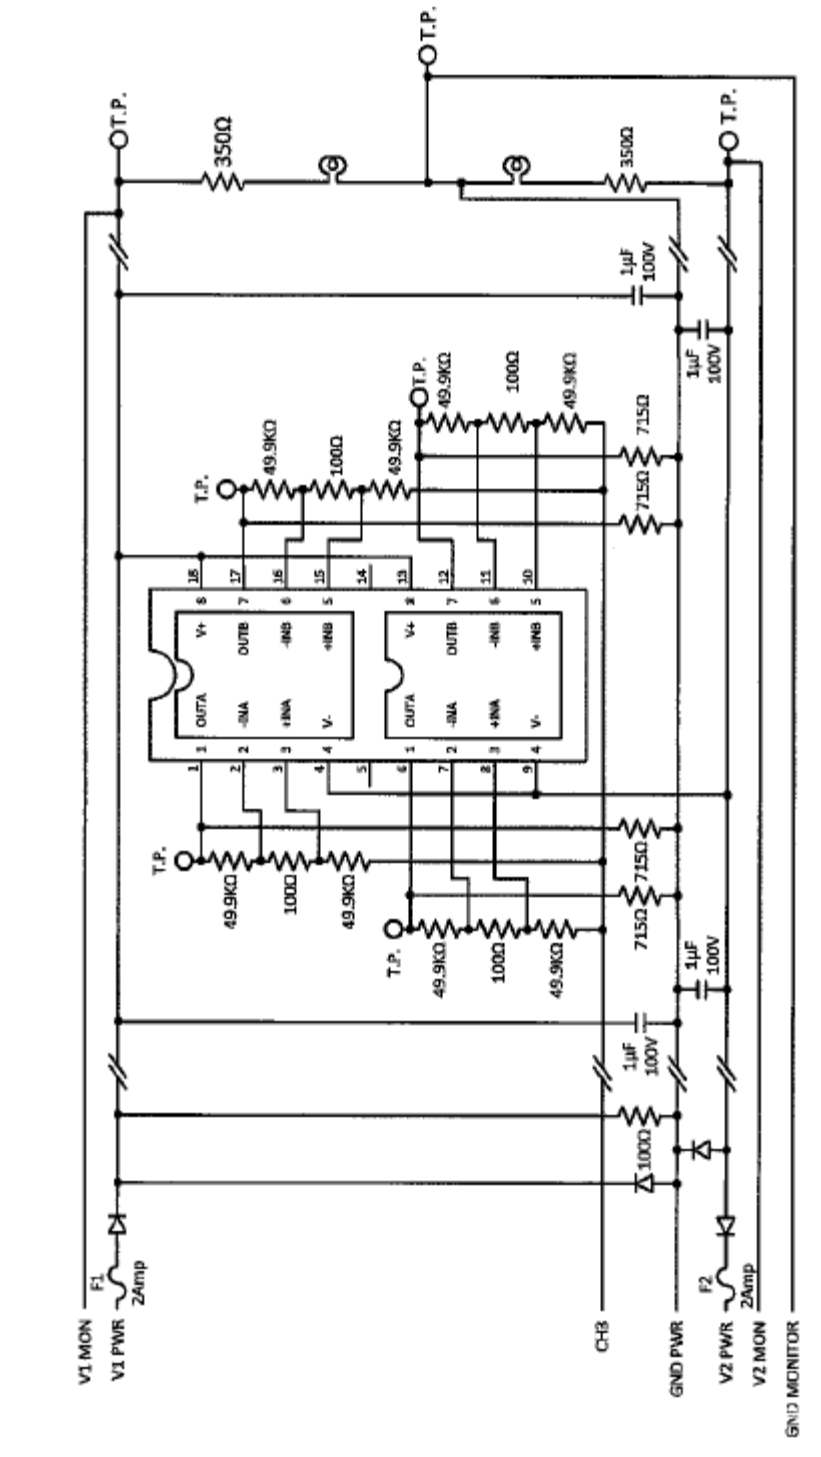 T.P.
T.P.
T.P.
350Ω
350Ω
1µF
100V
1µF
100V
T.P.
49.9KΩ
100Ω
49.9KΩ
T.P.
49.9KΩ
100Ω
49.9KΩ
715Ω
715Ω
18
17
16
15
14
13
12
11
10
8
7
6
5
8
7
6
5
V+
OUTB
-INB
+INB
V+
OUTB
-INB
+INB
OUTA
-INA
+INA
V-
OUTA
-INA
+INA
V-
1
2
3
4
1
2
3
4
1
2
3
4
5
6
7
8
9
T.P.
49.9KΩ
100Ω
49.9KΩ
T.P.
49.9KΩ
100Ω
49.9KΩ
715Ω
715Ω
1µF
100V
1µF
100V
100Ω
F1
2Amp
F2
2Amp
V1 MON
V1 PWR
CH3
GND PWR
V2 PWR
V2 MON
GND MONITOR